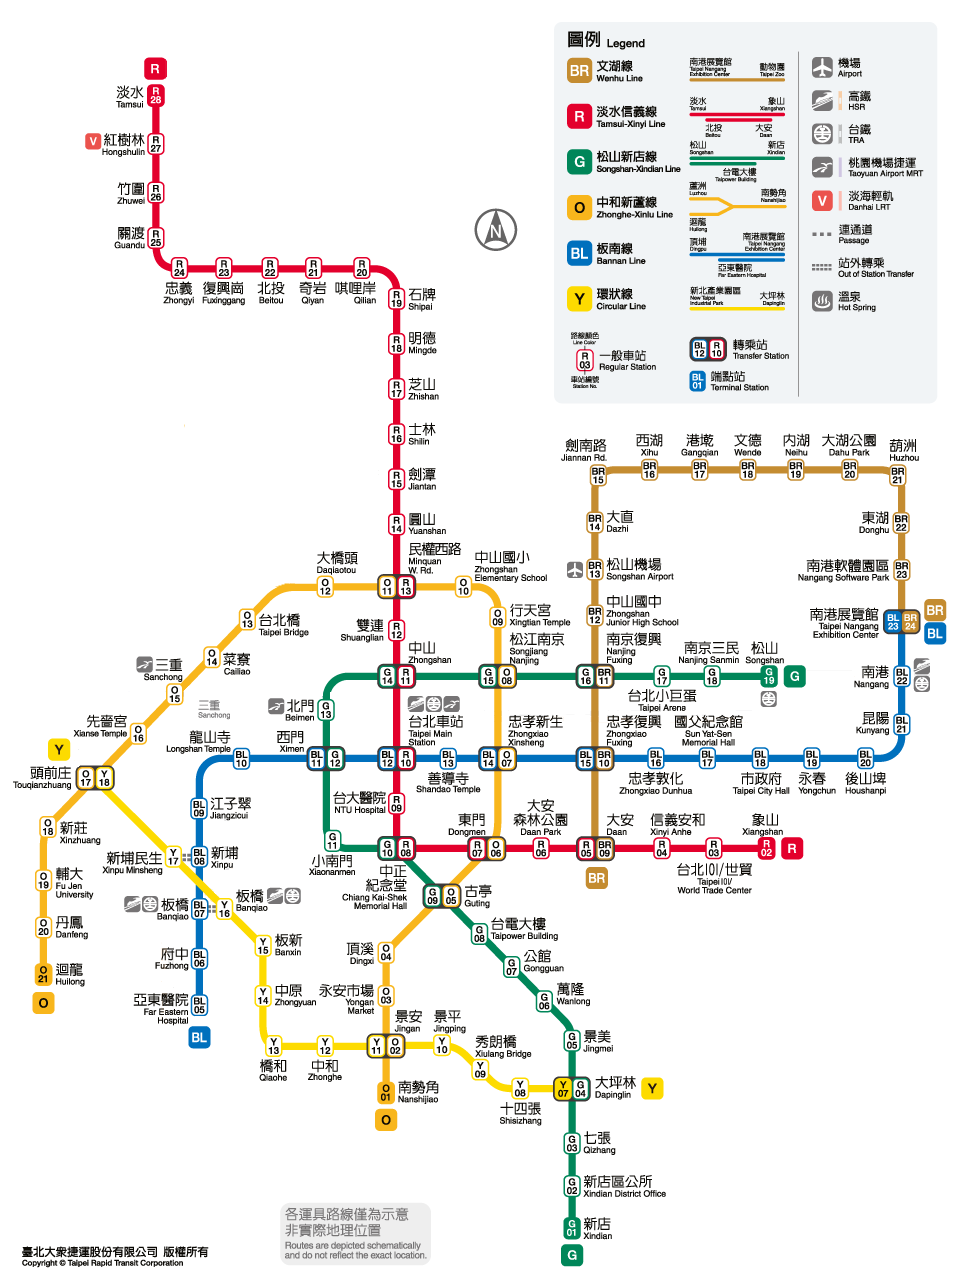 圖例 Legend
BR 文湖線
Wenhu Line
南港展覽館
Taipei Nangang
Exhibition Center
動物園
Taipei Zoo
R 淡水信義線
Tamsui-Xinyi Line
淡水
Tamsui
象山
Xiangshan
北投
Beitou
大安
Daan
G 松山新店線
Songshan-Xindian Line
松山
Songshan
新店
Xindian
台電大樓
Taipower Building
O 中和新蘆線
Zhonghe-Xinlu Line
蘆洲
Luzhou
南勢角
Nanshijiao
迴龍
Huilong
BL 板南線
Bannan Line
頂埔
Dingpu
南港展覽館
Taipei Nangang
Exhibition Center
亞東醫院
Far Eastern Hospital
Y 環狀線
Circular Line
新北產業園區
New Taipei
Industrial Park
大坪林
Dapinglin
路線顏色
Line Color
R
03
一般車站
Regular Station
車站編號
Station No.
BL
12
R
10
轉乘站
Transfer Station
BL
01
端點站
Terminal Station
機場
Airport
高鐵
HSR
台鐵
TRA
桃園機場捷運
Taoyuan Airport MRT
V
淡海輕軌
Danhai LRT
連通道
Passage
站外轉乘
Out of Station Transfer
溫泉
Hot Spring
R
淡水
Tamsui
R
28
V
紅樹林
Hongshulin
R
27
竹圍
Zhuwei
R
26
關渡
Guandu
R
25
R
24
忠義
Zhongyi
R
23
復興崗
Fuxinggang
R
22
北投
Beitou
R
21
奇岩
Qiyan
R
20
唭哩岸
Qilian
R
19
石牌
Shipai
R
18
明德
Mingde
R
17
芝山
Zhishan
R
16
士林
Shilin
R
15
劍潭
Jiantan
R
14
圓山
Yuanshan
N
劍南路
Jiannan Rd.
BR
15
西湖
Xihu
BR
16
港墘
Gangqian
BR
17
文德
Wende
BR
18
內湖
Neihu
BR
19
大湖公園
Dahu Park
BR
20
葫洲
Huzhou
BR
21
東湖
Donghu
BR
22
南港軟體園區
Nangang Software Park
BR
23
南港展覽館
Taipei Nangang
Exhibition Center
BL
23
BR
24
BR
BL
BR
14
大直
Dazhi
BR
13
松山機場
Songshan Airport
BR
12
中山國中
Zhongshan
Junior High School
大橋頭
Daqiaotou
O
12
民權西路
Minquan
W. Rd.
O
11
R
13
中山國小
Zhongshan
Elementary School
O
10
O
09
行天宮
Xingtian Temple
O
13
台北橋
Taipei Bridge
雙連
Shuanglian
R
12
O
14
菜寮
Cailiao
三重
Sanchong
O
15
三重
Sanchong
先嗇宮
Xianse Temple
O
16
中山
Zhongshan
G
14
R
11
松江南京
Songjiang
Nanjing
G
15
O
08
南京復興
Nanjing
Fuxing
G
16
BR
11
G
17
台北小巨蛋
Taipei Arena
南京三民
Nanjing Sanmin
G
18
松山
Songshan
G
19
G
南港
Nangang
BL
22
昆陽
Kunyang
BL
21
北門
Beimen
G
13
台北車站
Taipei Main
Station
BL
12
R
10
龍山寺
Longshan Temple
BL
10
西門
Ximen
BL
11
G
12
BL
13
善導寺
Shandao Temple
忠孝新生
Zhongxiao
Xinsheng
BL
14
O
07
忠孝復興
Zhongxiao
Fuxing
BL
15
BR
10
BL
16
忠孝敦化
Zhongxiao Dunhua
國父紀念館
Sun Yat-Sen
Memorial Hall
BL
17
BL
18
市政府
Taipei City Hall
BL
19
永春
Yongchun
BL
20
後山埤
Houshanpi
Y
頭前庄
Touqianzhuang
O
17
Y
18
BL
09
江子翠
Jiangzicui
台大醫院
NTU Hospital
R
09
O
18
新莊
Xinzhuang
新埔民生
Xinpu Minsheng
Y
17
BL
08
新埔
Xinpu
G
11
小南門
Xiaonanmen
G
10
R
08
中正
紀念堂
Chiang Kai-Shek
Memorial Hall
東門
Dongmen
R
07
O
06
大安
森林公園
Daan Park
R
06
大安
Daan
R
05
BR
09
BR
信義安和
Xinyi Anhe
R
04
R
03
台北101/世貿
Taipei 101/
World Trade Center
象山
Xiangshan
R
02
R
O
19
輔大
Fu Jen
University
O
20
丹鳳
Danfeng
O
21
迴龍
Huilong
O
板橋
Banqiao
BL
07
板橋
Banqiao
Y
16
府中
Fuzhong
BL
06
亞東醫院
Far Eastern
Hospital
BL
05
BL
Y
15
板新
Banxin
Y
14
中原
Zhongyuan
Y
13
橋和
Qiaohe
Y
12
中和
Zhonghe
G
09
O
05
古亭
Guting
頂溪
Dingxi
O
04
永安市場
Yongan
Market
O
03
景安
Jingan
Y
11
O
02
景平
Jingping
Y
10
O
01
南勢角
Nanshijiao
O
G
08
台電大樓
Taipower Building
G
07
公館
Gongguan
G
06
萬隆
Wanlong
G
05
景美
Jingmei
秀朗橋
Xiulang Bridge
Y
09
Y
08
十四張
Shisizhang
Y
07
G
04
大坪林
Dapinglin
Y
G
03
七張
Qizhang
G
02
新店區公所
Xindian District Office
G
01
新店
Xindian
G
各運具路線僅為示意
非實際地理位置
Routes are depicted schematically
and do not reflect the exact location.
臺北大眾捷運股份有限公司 版權所有
Copyright © Taipei Rapid Transit Corporation